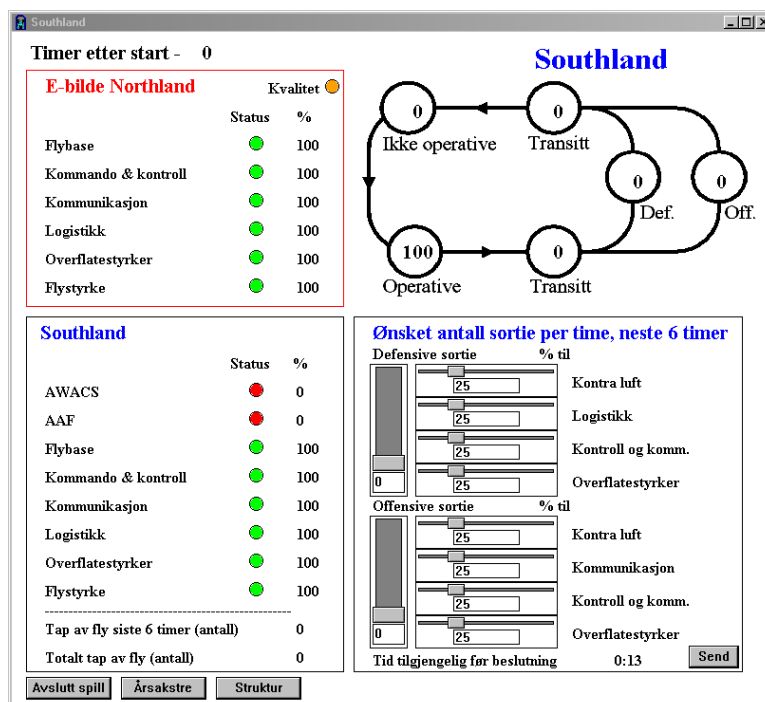 Southland
Timer etter start - 0
E-bilde Northland Kvalitet
Status %
Flybase 100
Kommando & kontroll 100
Kommunikasjon 100
Logistikk 100
Overflatestyrker 100
Flystyrke 100
Southland
0 0
Ikke operative Transitt
0 0
Def. Off.
100 0
Operative Transitt
Southland
Status %
AWACS 0
AAF 0
Flybase 100
Kommando & kontroll 100
Kommunikasjon 100
Logistikk 100
Overflatestyrker 100
Flystyrke 100
--------------------------------------------------
Tap av fly siste 6 timer (antall) 0
Totalt tap av fly (antall) 0
Ønsket antall sortie per time, neste 6 timer
Defensive sortie % til
25 Kontra luft
25 Logistikk
25 Kontroll og komm.
0 25 Overflatestyrker
Offensive sortie % til
25 Kontra luft
25 Kommunikasjon
25 Kontroll og komm.
0 25 Overflatestyrker
Tid tilgjengelig før beslutning 0:13 Send
Avslutt spill Årsakstre Struktur